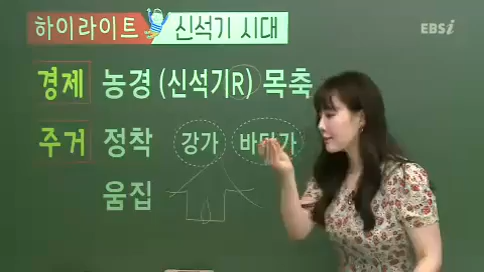 하이라이트 신석기 시대
EBSi
경제 농경 (신석기R) 목축
주거 정착 강가 바닷가
움집